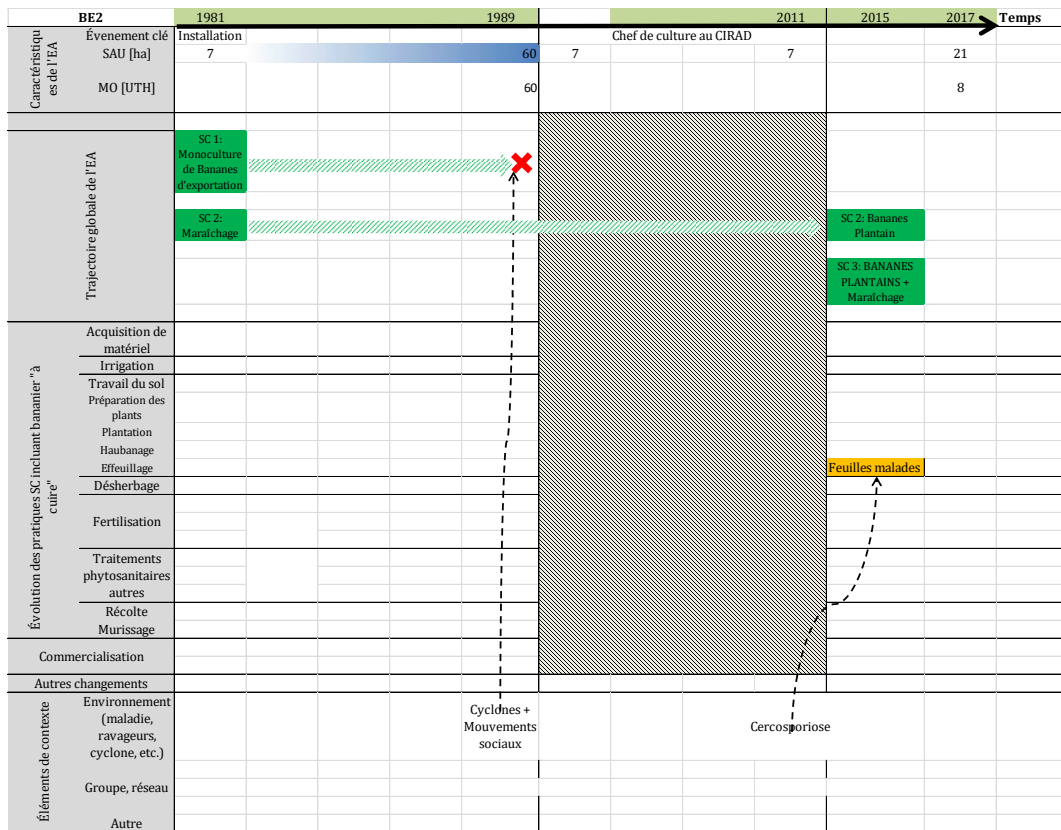 BE2 1981 1989 2011 2015 2017 Temps
Caractéristiqu
es de l'EA
Évenement clé Installation Chef de culture au CIRAD
SAU [ha] 7 60 7 7 21
MO [UTH] 60 8
Trajectoire globale de l'EA
SC 1:
Monoculture
de Bananes
d'exportation
SC 2:
Maraîchage
SC 2: Bananes
Plantain
SC 3: BANANES
PLANTAINS +
Maraîchage
Évolution des pratiques SC incluant bananier "à
cuire"
Acquisition de
matériel
Irrigation
Travail du sol
Préparation des
plants
Plantation
Haubanage
Effeuillage Feuilles malades
Désherbage
Fertilisation
Traitements
phytosanitaires
autres
Récolte
Murissage
Commercialisation
Autres changements
Éléments de contexte
Environnement
(maladie,
ravageurs,
cyclone, etc.)
Cyclones +
Mouvements
sociaux
Cercosporiose
Groupe, réseau
Autre